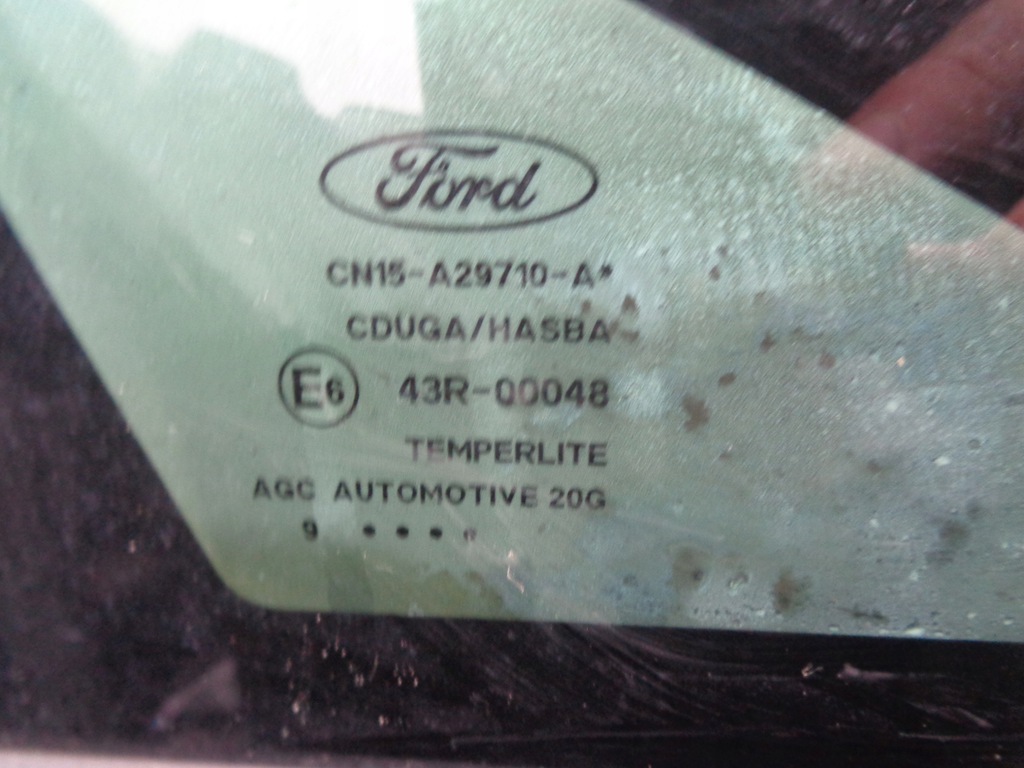 Ford
CN15-A29710-A*
CDUGA/HASBA
E6 43R-00048
TEMPERLITE
AGC AUTOMOTIVE 20G
9 ••••